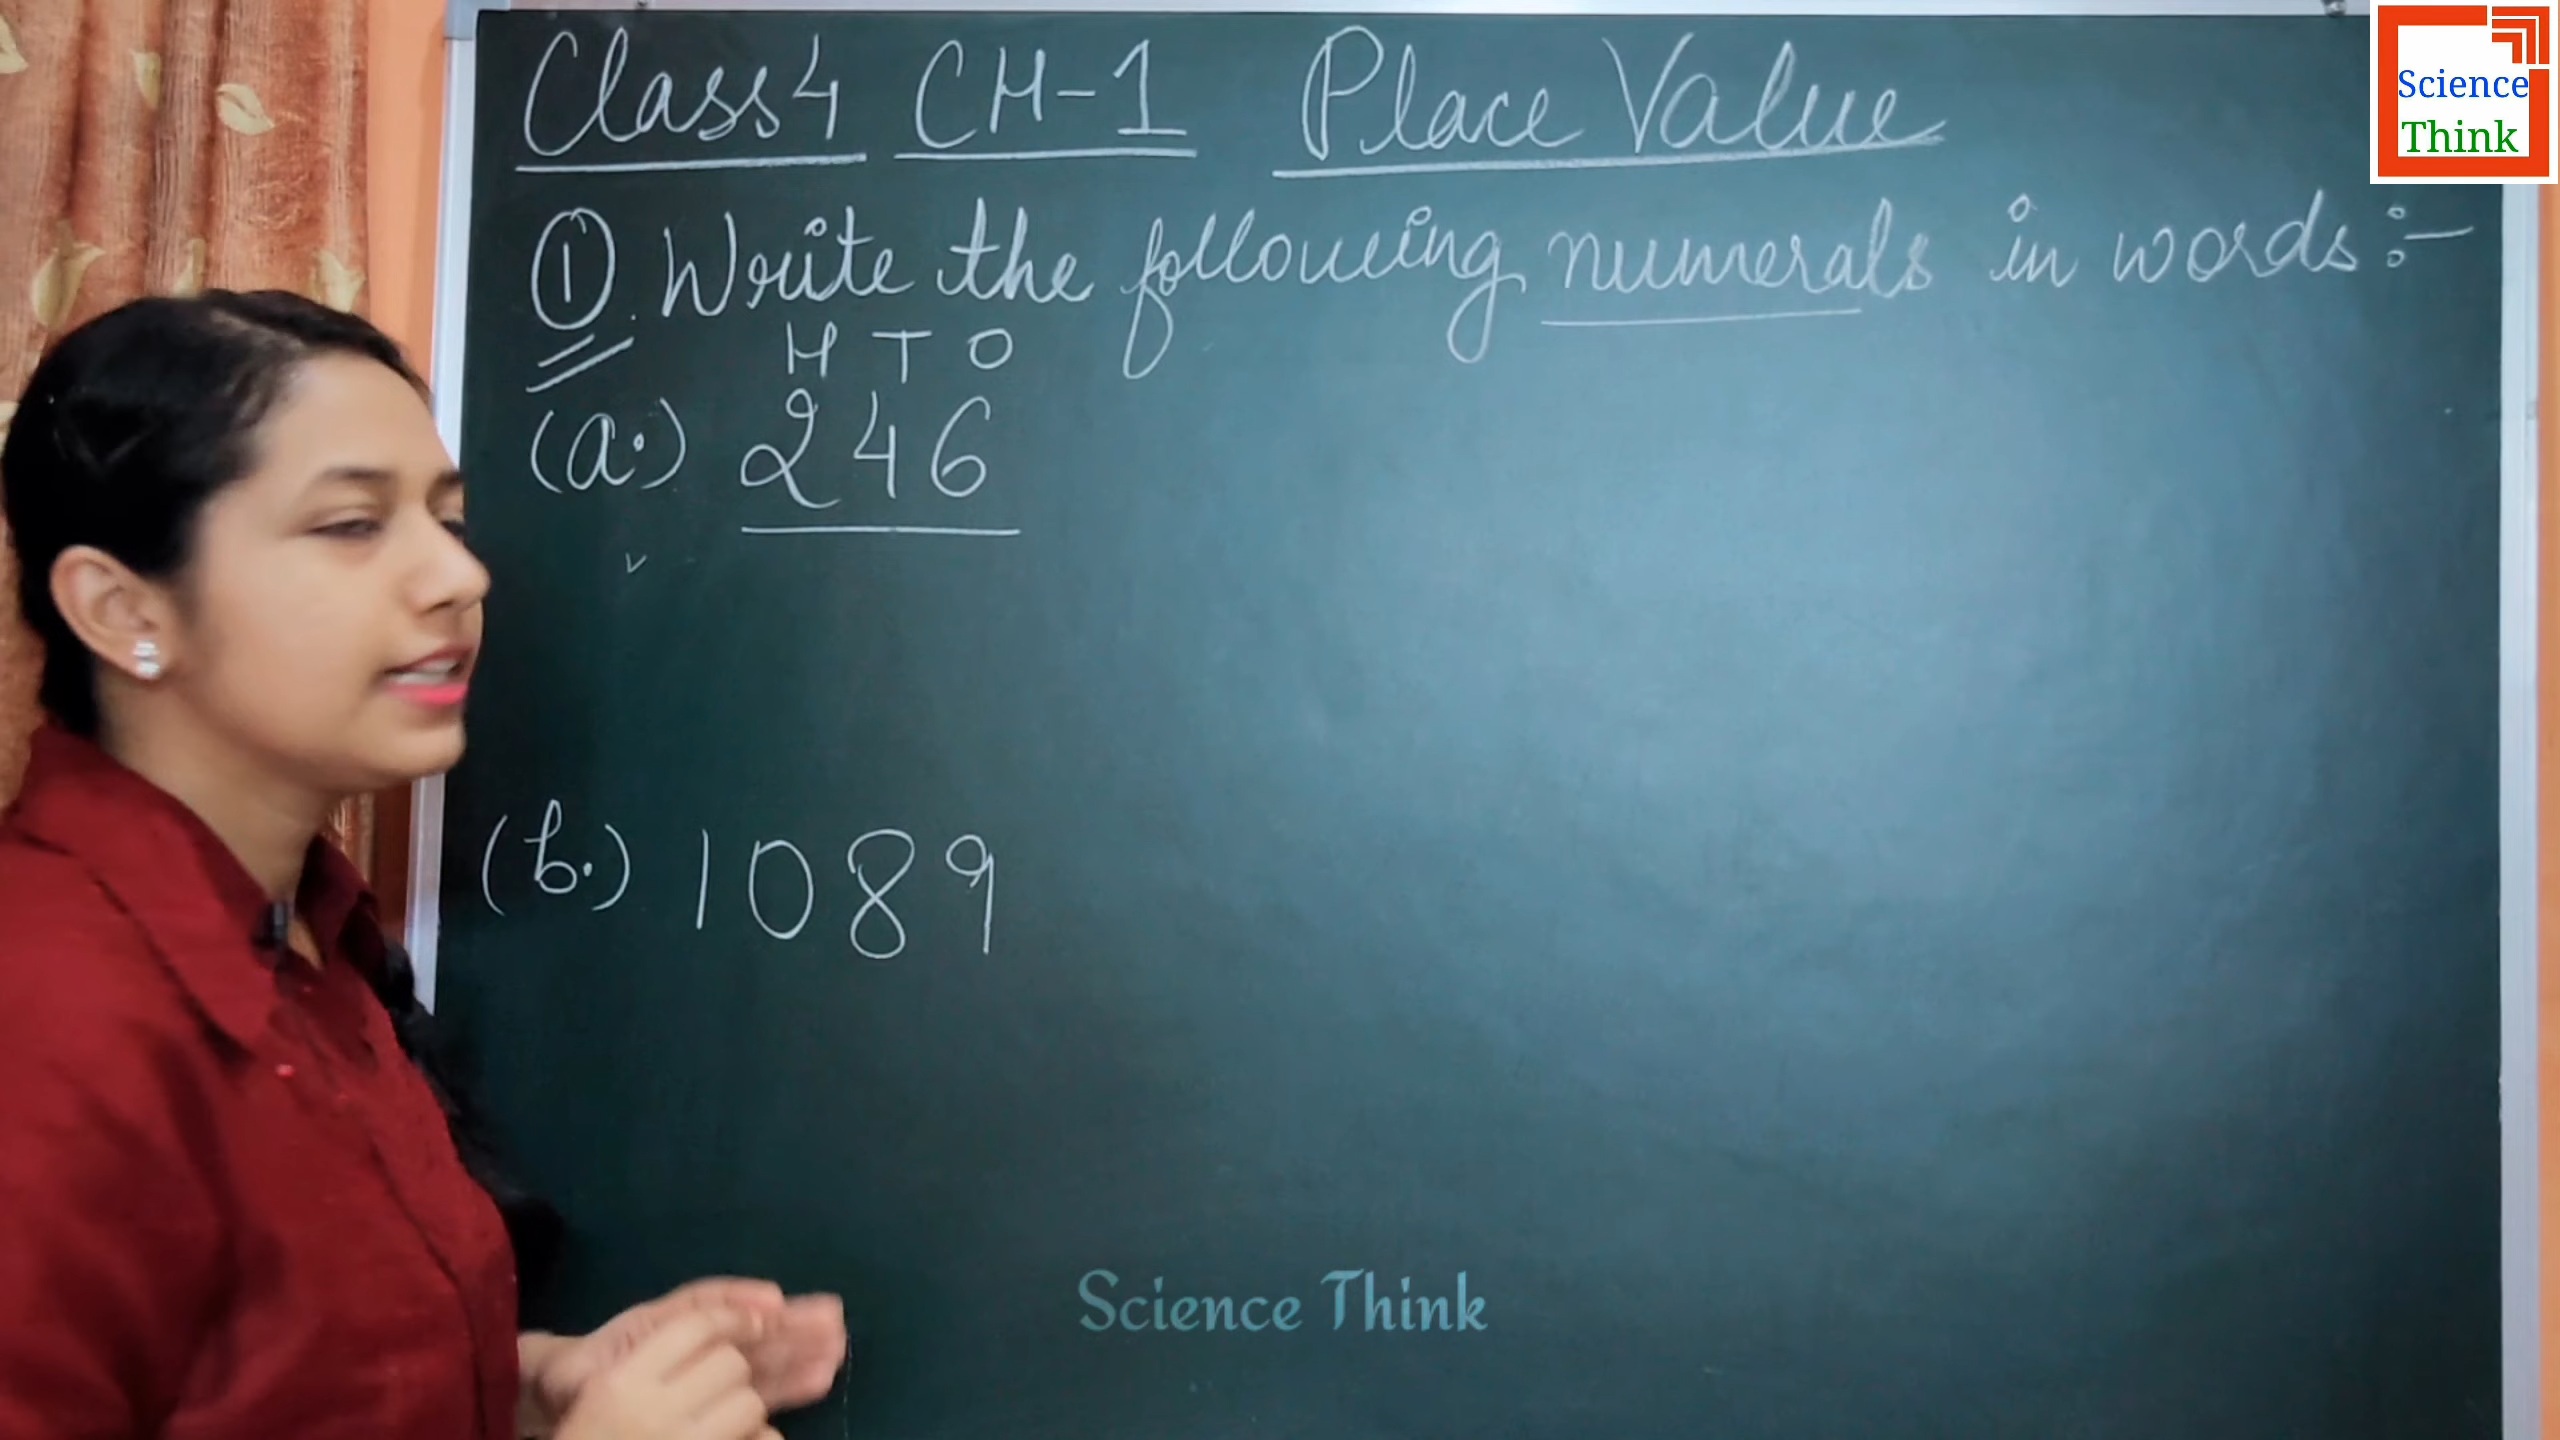 Class 4 CH-1 Place Value
Science
Think
① Write the following numerals in words:-
H T O
(a.) 246
(b.) 1089
Science Think